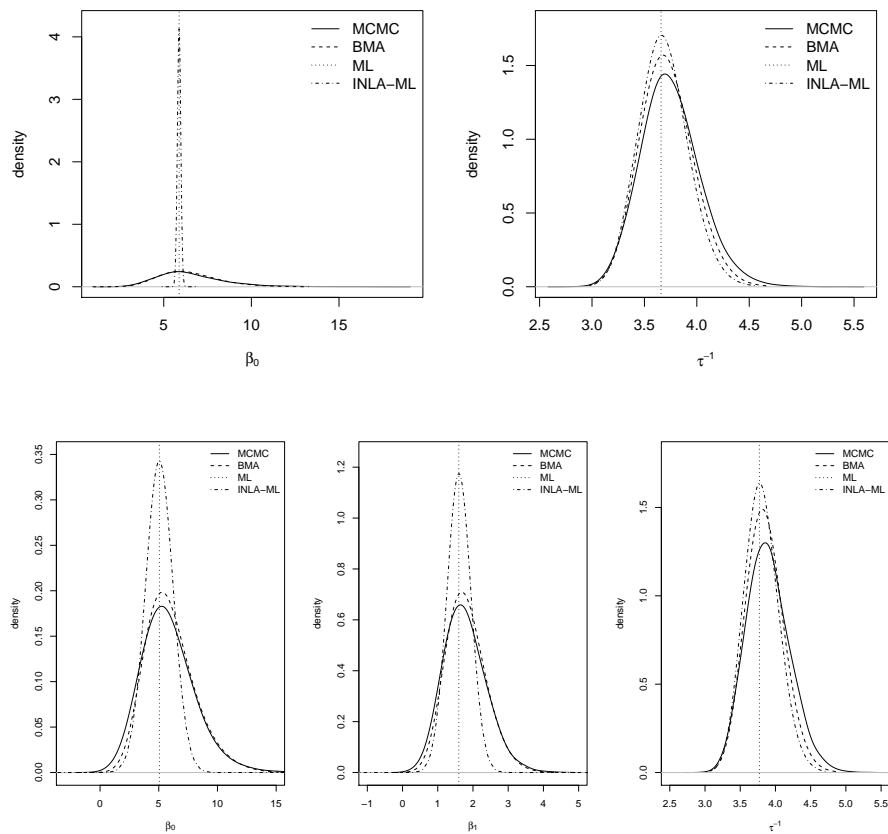 MCMC
BMA
ML
INLA−ML
density
0 1 2 3 4
5 10 15
β0
MCMC
BMA
ML
INLA−ML
density
0.0 0.5 1.0 1.5
2.5 3.0 3.5 4.0 4.5 5.0 5.5
τ−1
MCMC
BMA
ML
INLA−ML
density
0.00 0.05 0.10 0.15 0.20 0.25 0.30 0.35
0 5 10 15
β0
MCMC
BMA
ML
INLA−ML
density
0.0 0.2 0.4 0.6 0.8 1.0 1.2
−1 0 1 2 3 4 5
β1
MCMC
BMA
ML
INLA−ML
density
0.0 0.5 1.0 1.5
2.5 3.0 3.5 4.0 4.5 5.0 5.5
τ−1